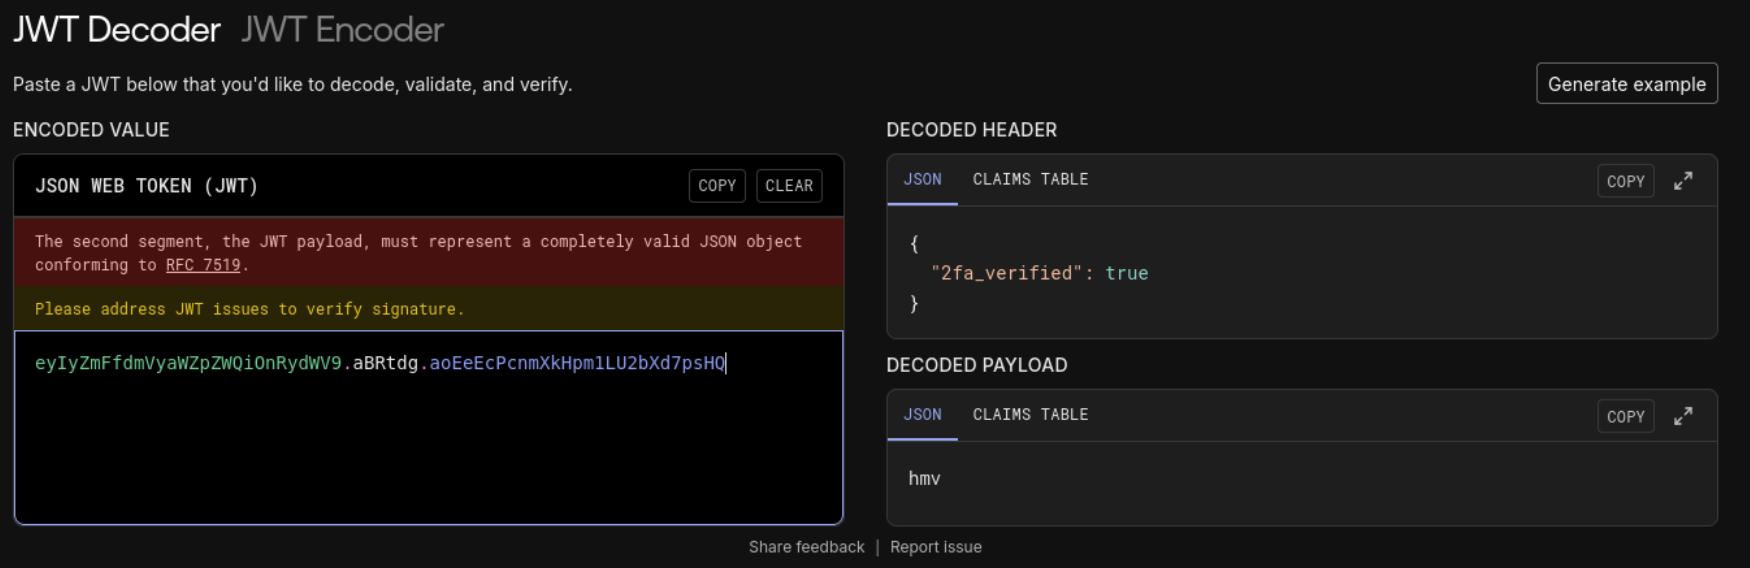 JWT Decoder JWT Encoder
Paste a JWT below that you'd like to decode, validate, and verify.
Generate example
ENCODED VALUE
JSON WEB TOKEN (JWT)
COPY
CLEAR
The second segment, the JWT payload, must represent a completely valid JSON object
conforming to RFC 7519.
Please address JWT issues to verify signature.
eyIyZmFfdmVyaWZpZWQiOnRydWV9.aBRtdg.aoEeEcPcnmXkHpm1LU2bXd7psHQ
DECODED HEADER
JSON
CLAIMS TABLE
COPY
{
"2fa_verified": true
}
DECODED PAYLOAD
JSON
CLAIMS TABLE
COPY
hmv
Share feedback | Report issue